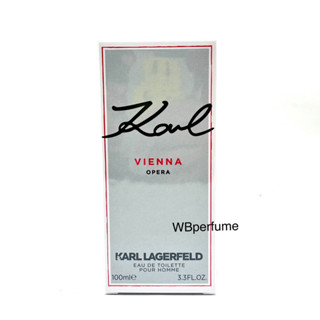 Karl
VIENNA
OPERA
WBperfume
KARL LAGERFELD
EAU DE TOILETTE
POUR HOMME
100ml℮ 3.3FL.OZ.